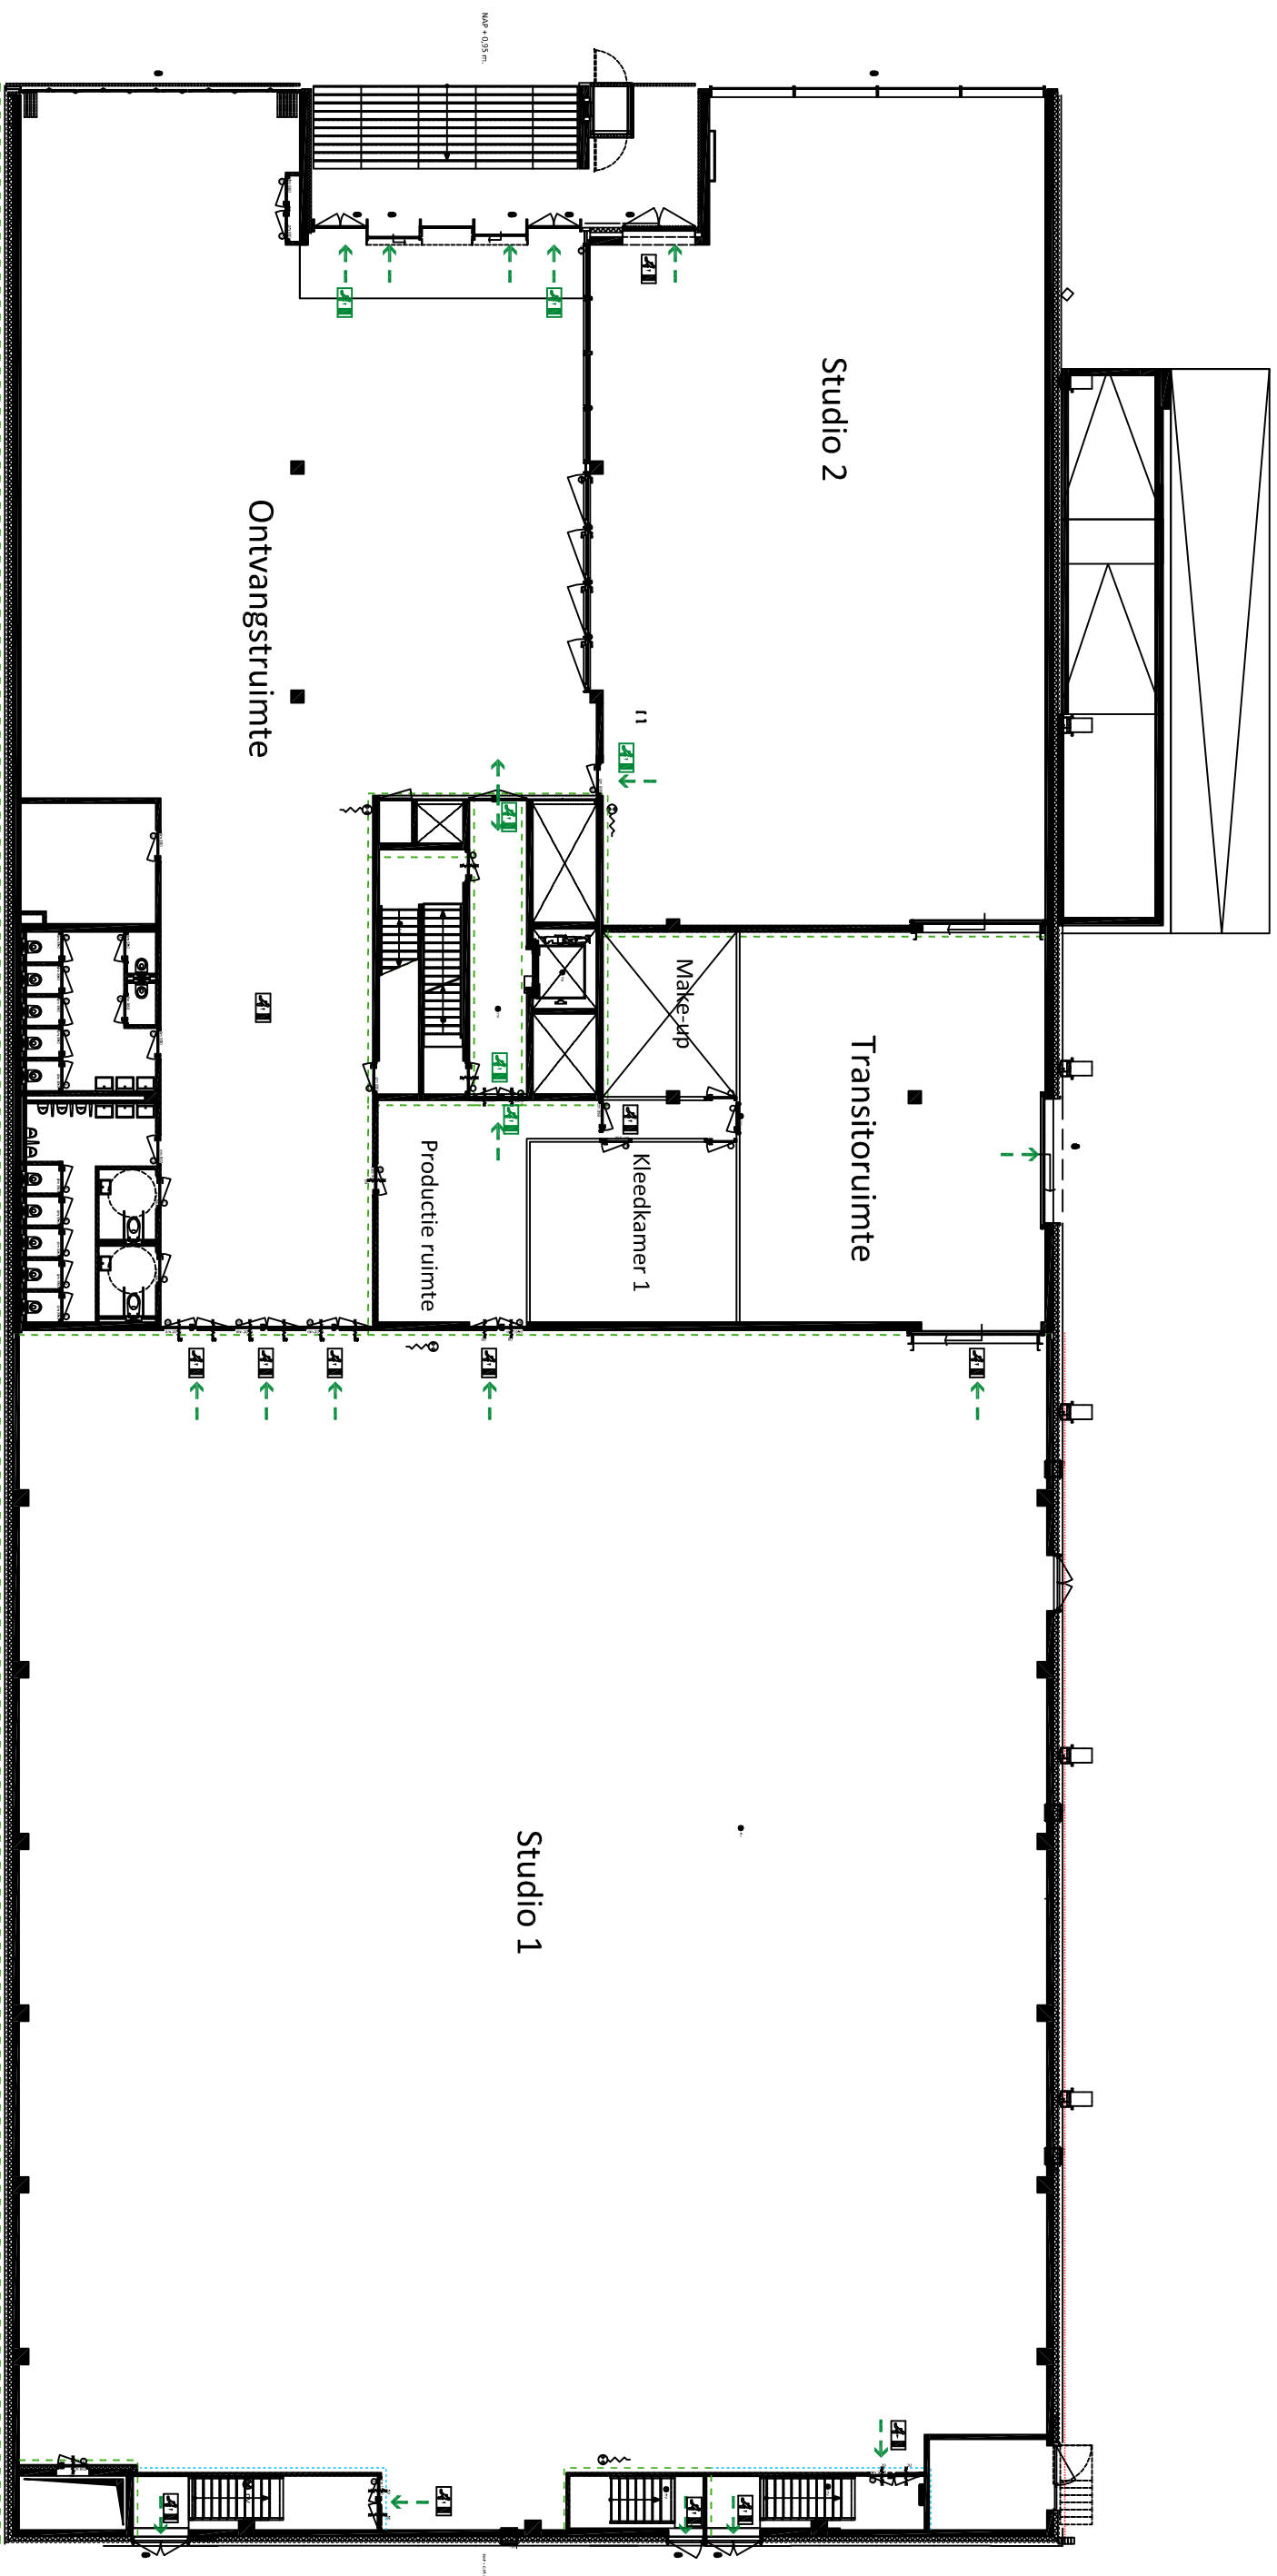 NAP + 0,95 m.
Studio 2
Ontvangstruimte
Make-up
Transitoruimte
Kleedkamer 1
Productie ruimte
Studio 1